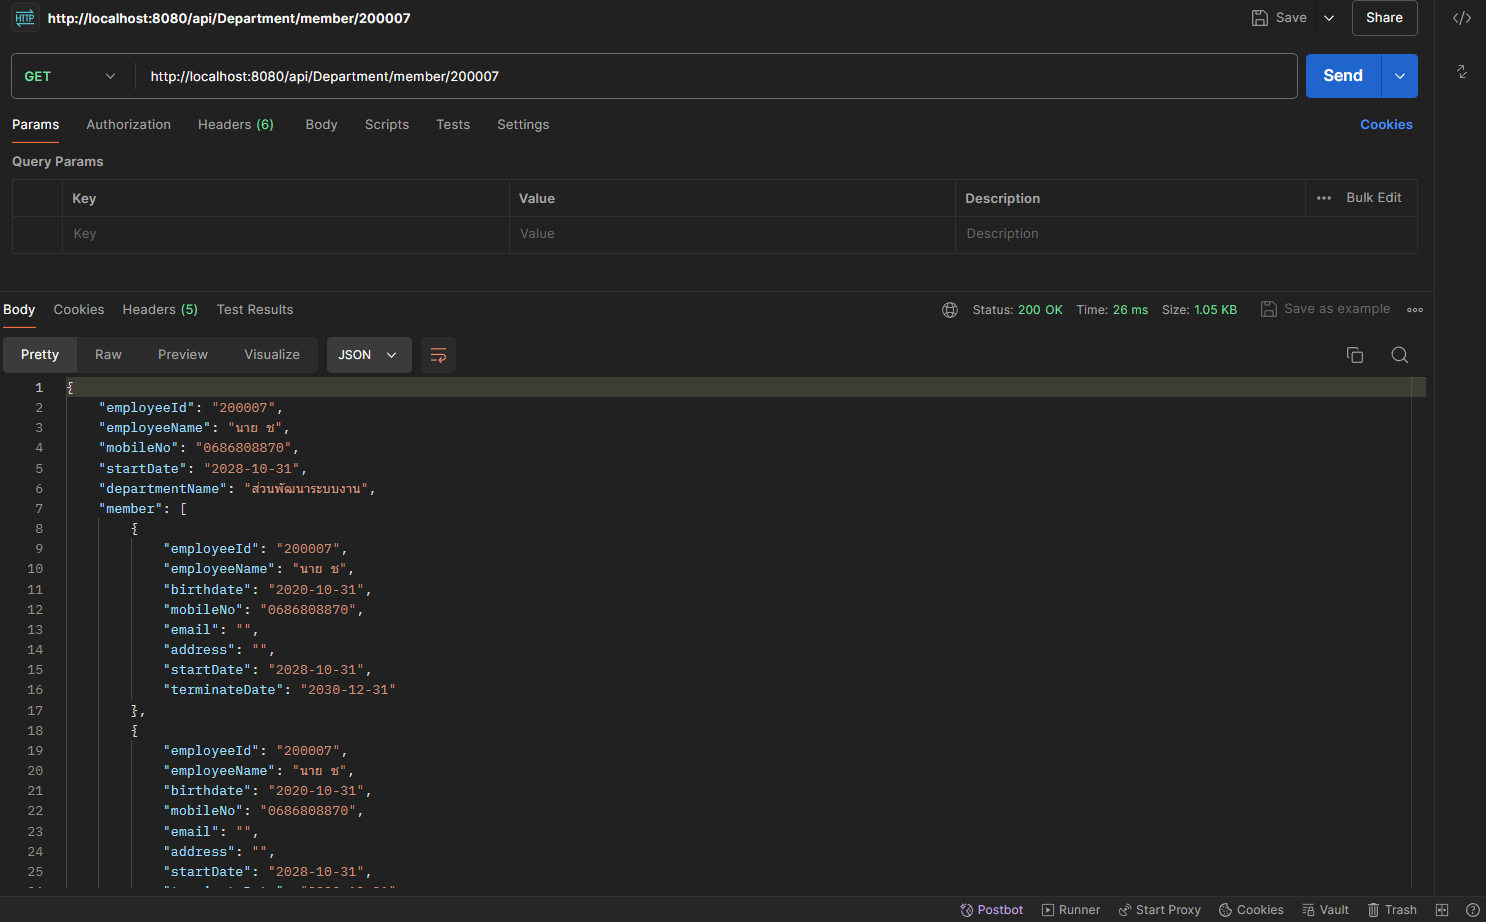 HTTP http://localhost:8080/api/Department/member/200007 Save Share
GET http://localhost:8080/api/Department/member/200007 Send
Params Authorization Headers (6) Body Scripts Tests Settings Cookies
Query Params
Key Value Description Bulk Edit
Key Value Description
Body Cookies Headers (5) Test Results Status: 200 OK Time: 26 ms Size: 1.05 KB Save as example
Pretty Raw Preview Visualize JSON
1 {
2 "employeeId": "200007",
3 "employeeName": "นาย ช",
4 "mobileNo": "0686808870",
5 "startDate": "2028-10-31",
6 "departmentName": "ส่วนพัฒนาระบบงาน",
7 "member": [
8 {
9 "employeeId": "200007",
10 "employeeName": "นาย ช",
11 "birthdate": "2020-10-31",
12 "mobileNo": "0686808870",
13 "email": "",
14 "address": "",
15 "startDate": "2028-10-31",
16 "terminateDate": "2030-12-31"
17 },
18 {
19 "employeeId": "200007",
20 "employeeName": "นาย ช",
21 "birthdate": "2020-10-31",
22 "mobileNo": "0686808870",
23 "email": "",
24 "address": "",
25 "startDate": "2028-10-31",
Postbot Runner Start Proxy Cookies Vault Trash